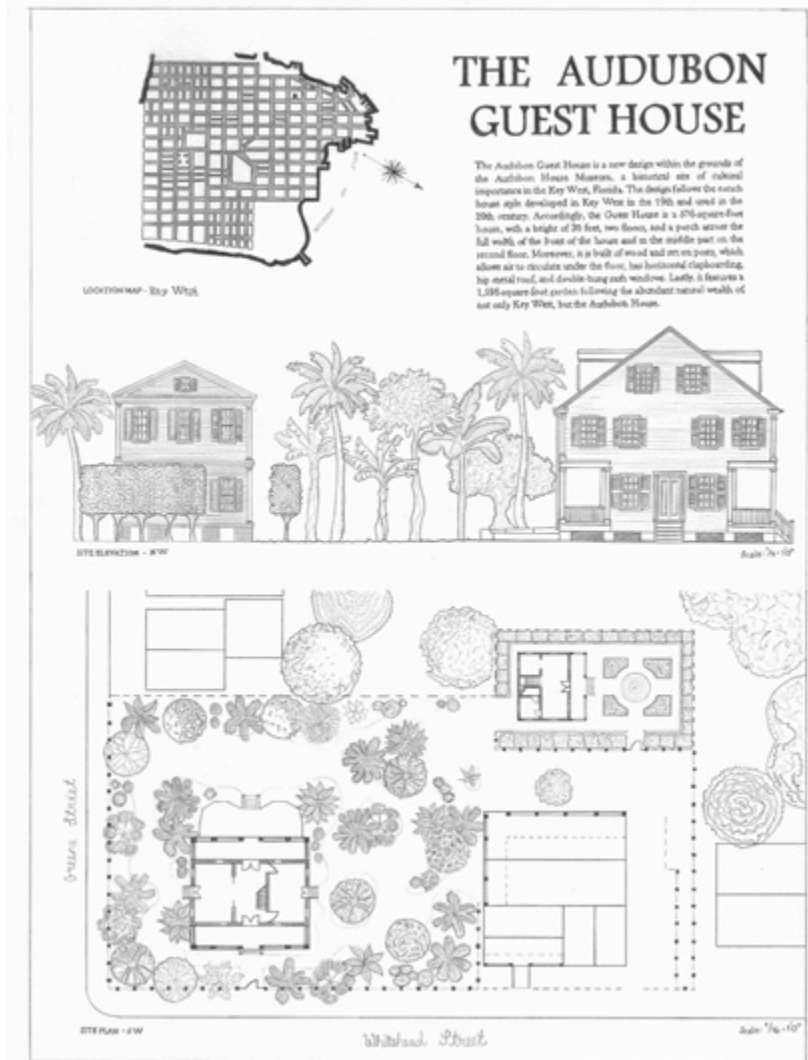 THE AUDUBON
GUEST HOUSE
The Audubon Guest House is a new design within the grounds of
the Audubon House Museum, a historical site of cultural
importance in the Key West, Florida. The design follows the conch
house style developed in Key West in the 19th and used in the
20th century. Accordingly, the Guest House is a 576-square-foot
house, with a height of 20 feet, two floors, and a porch across the
full width of the front of the house and in the middle part on the
second floor. Moreover, it is built of wood and set on posts, which
allows air to circulate under the floor, has horizontal clapboarding,
hip metal roof, and double-hung sash windows. Lastly, it features a
square-foot garden following the abundant natural wealth of
not only Key West, but the Audubon House.
LOCATION MAP - Key West
SITE ELEVATION -
Scale:
Greene Street
SITE PLAN -
Whitehead Street
Scale: